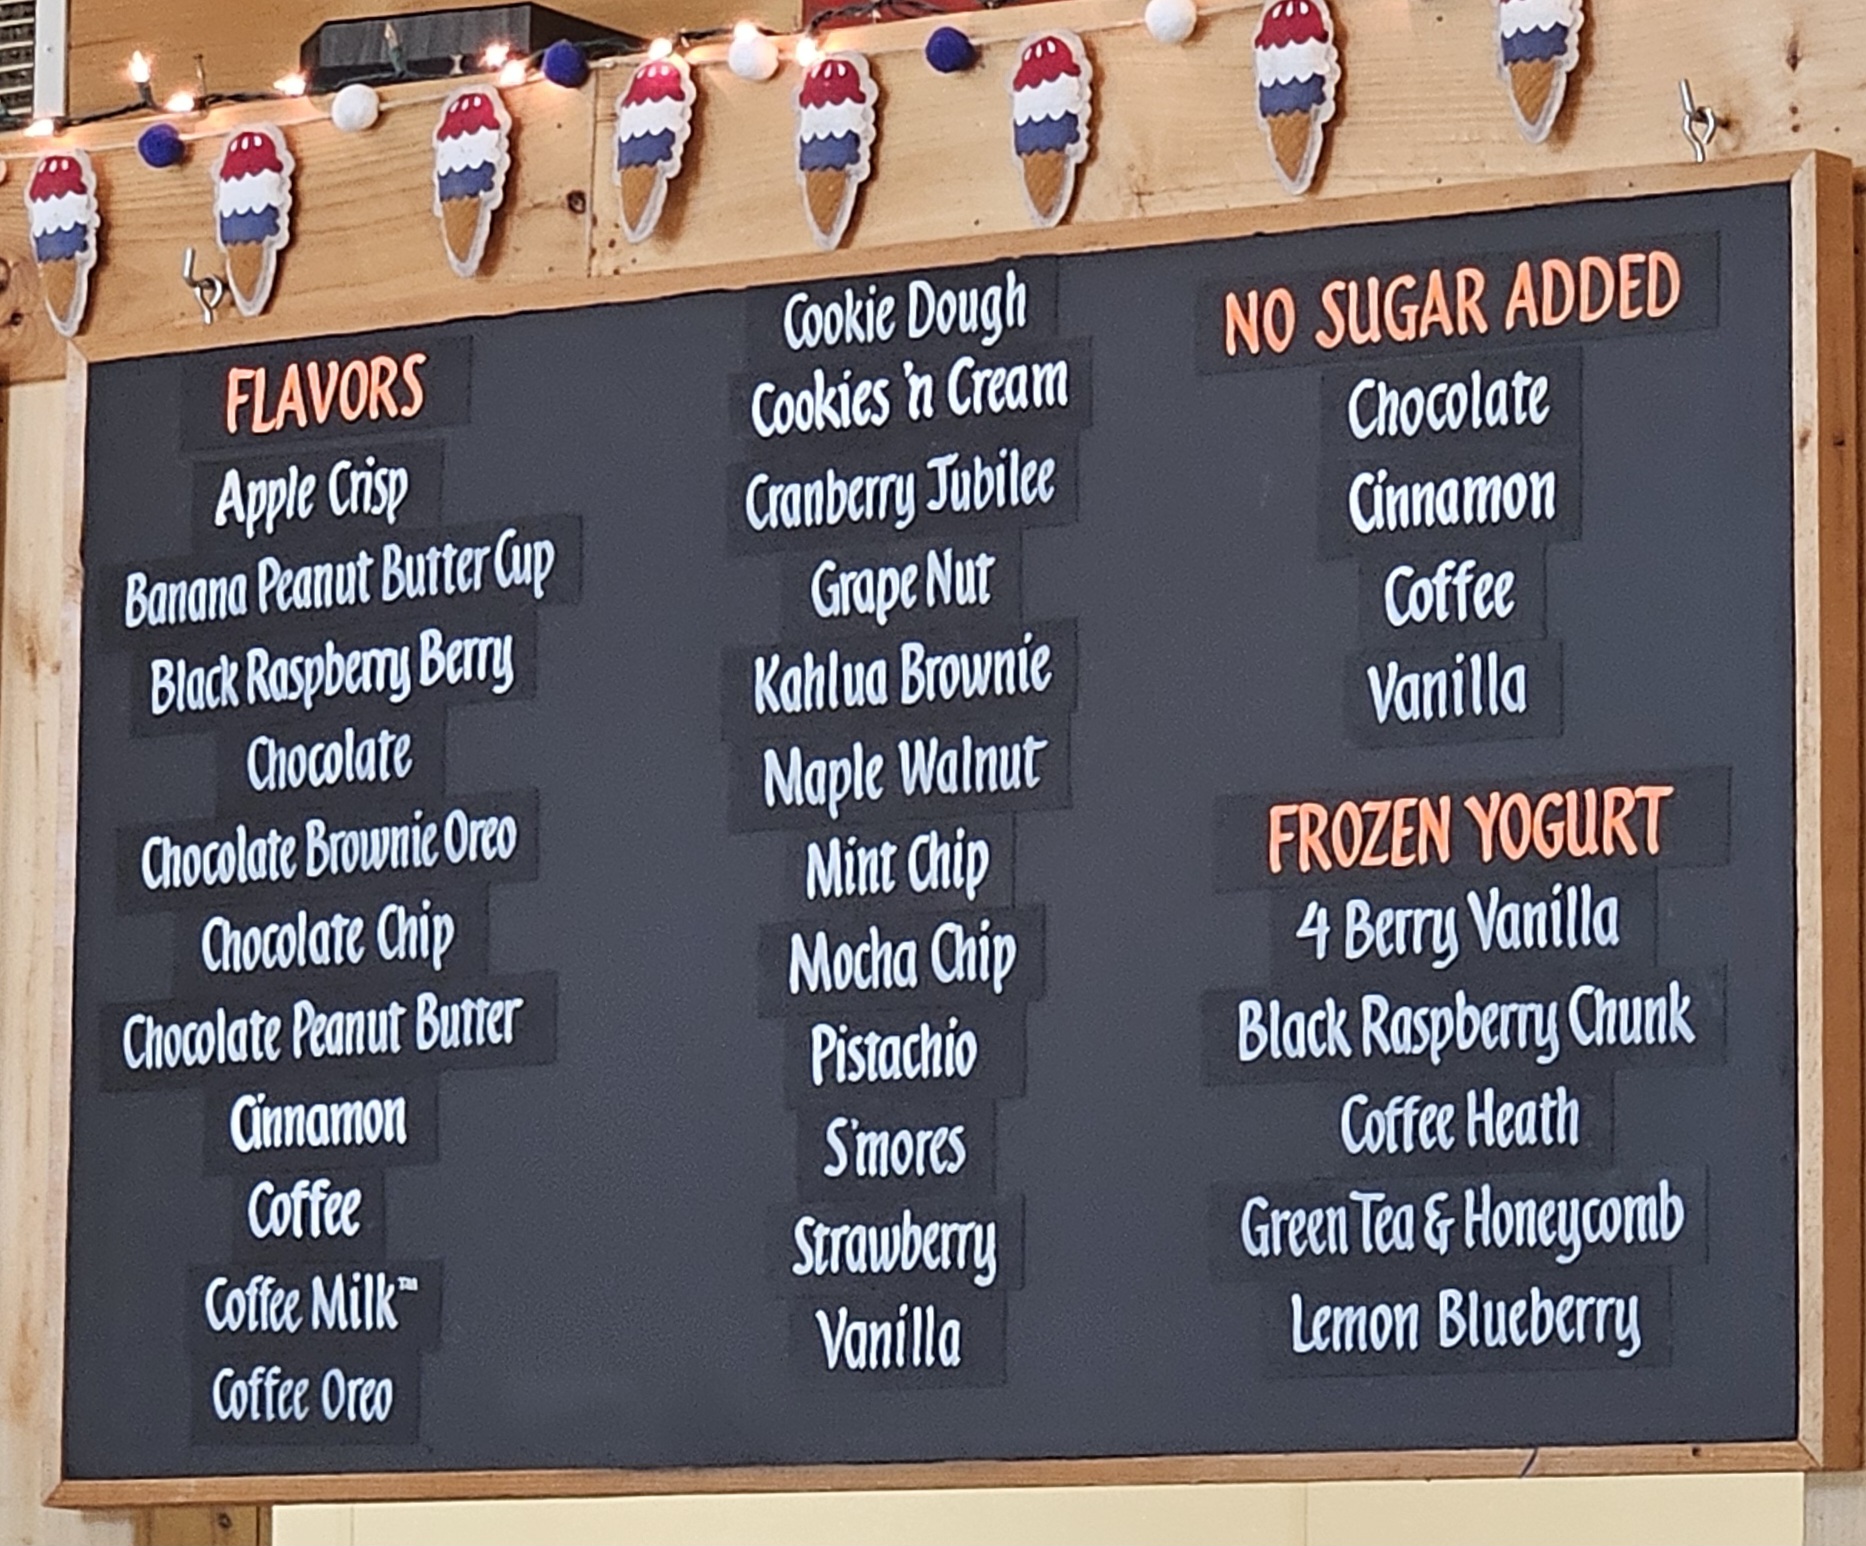 FLAVORS
Apple Crisp
Banana Peanut Butter Cup
Black Raspberry Berry
Chocolate
Chocolate Brownie Oreo
Chocolate Chip
Chocolate Peanut Butter
Cinnamon
Coffee
Coffee Milk™
Coffee Oreo
Cookie Dough
Cookies 'n Cream
Cranberry Jubilee
Grape Nut
Kahlua Brownie
Maple Walnut
Mint Chip
Mocha Chip
Pistachio
S'mores
Strawberry
Vanilla
NO SUGAR ADDED
Chocolate
Cinnamon
Coffee
Vanilla
FROZEN YOGURT
4 Berry Vanilla
Black Raspberry Chunk
Coffee Heath
Green Tea & Honeycomb
Lemon Blueberry